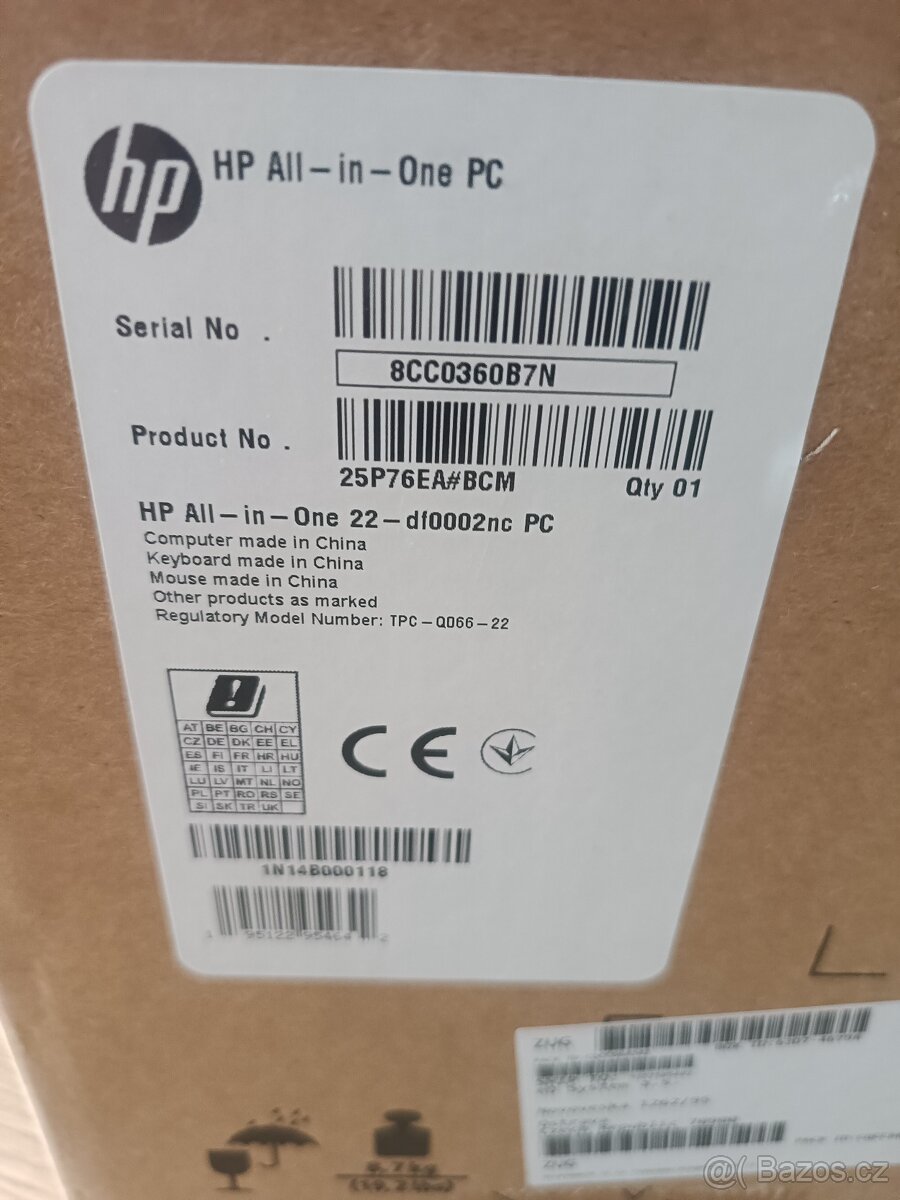 hp HP All-in-One PC
Serial No .
8CC0360B7N
Product No .
25P76EA#BCM Qty 01
HP All-in-One 22-df0002nc PC
Computer made in China
Keyboard made in China
Mouse made in China
Other products as marked
Regulatory Model Number: TPC-Q066-22
AT BE BG CH CY
CZ DE DK EE EL
ES FI FR HR HU
IE IS IT LI LT
LU LV MT NL NO
PL PT RO RS SE
SI SK TR UK
CE
1N14B000118
1 95122 95464 2
Bazos.cz